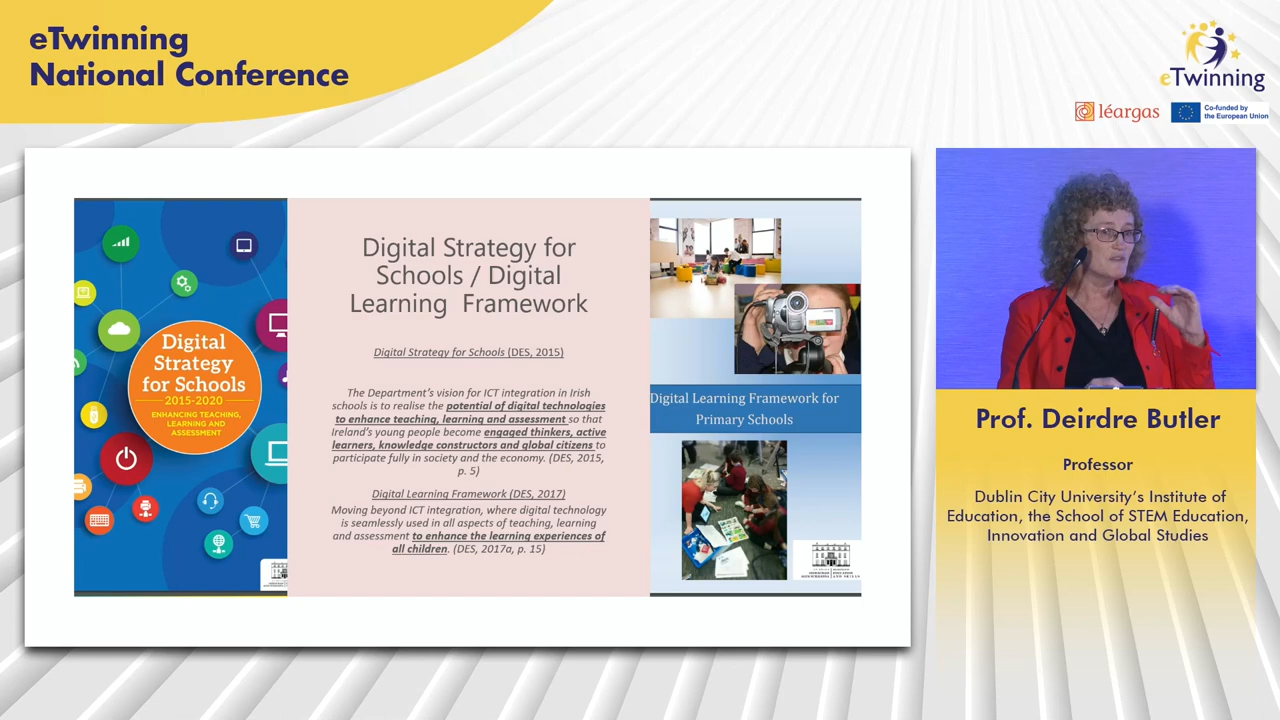 eTwinning
National Conference
eTwinning
léargas
Co-funded by
the European Union
Digital
Strategy
for Schools
2015-2020
ENHANCING TEACHING,
LEARNING AND
ASSESSMENT
Digital Strategy for
Schools / Digital
Learning Framework
Digital Strategy for Schools (DES, 2015)
The Department's vision for ICT integration in Irish
schools is to realise the potential of digital technologies
to enhance teaching, learning and assessment so that
Ireland's young people become engaged thinkers, active
learners, knowledge constructors and global citizens to
participate fully in society and the economy. (DES, 2015,
p. 5)
Digital Learning Framework (DES, 2017)
Moving beyond ICT integration, where digital technology
is seamlessly used in all aspects of teaching, learning
and assessment to enhance the learning experiences of
all children. (DES, 2017a, p. 15)
Digital Learning Framework for
Primary Schools
Prof. Deirdre Butler
Professor
Dublin City University's Institute of
Education, the School of STEM Education,
Innovation and Global Studies